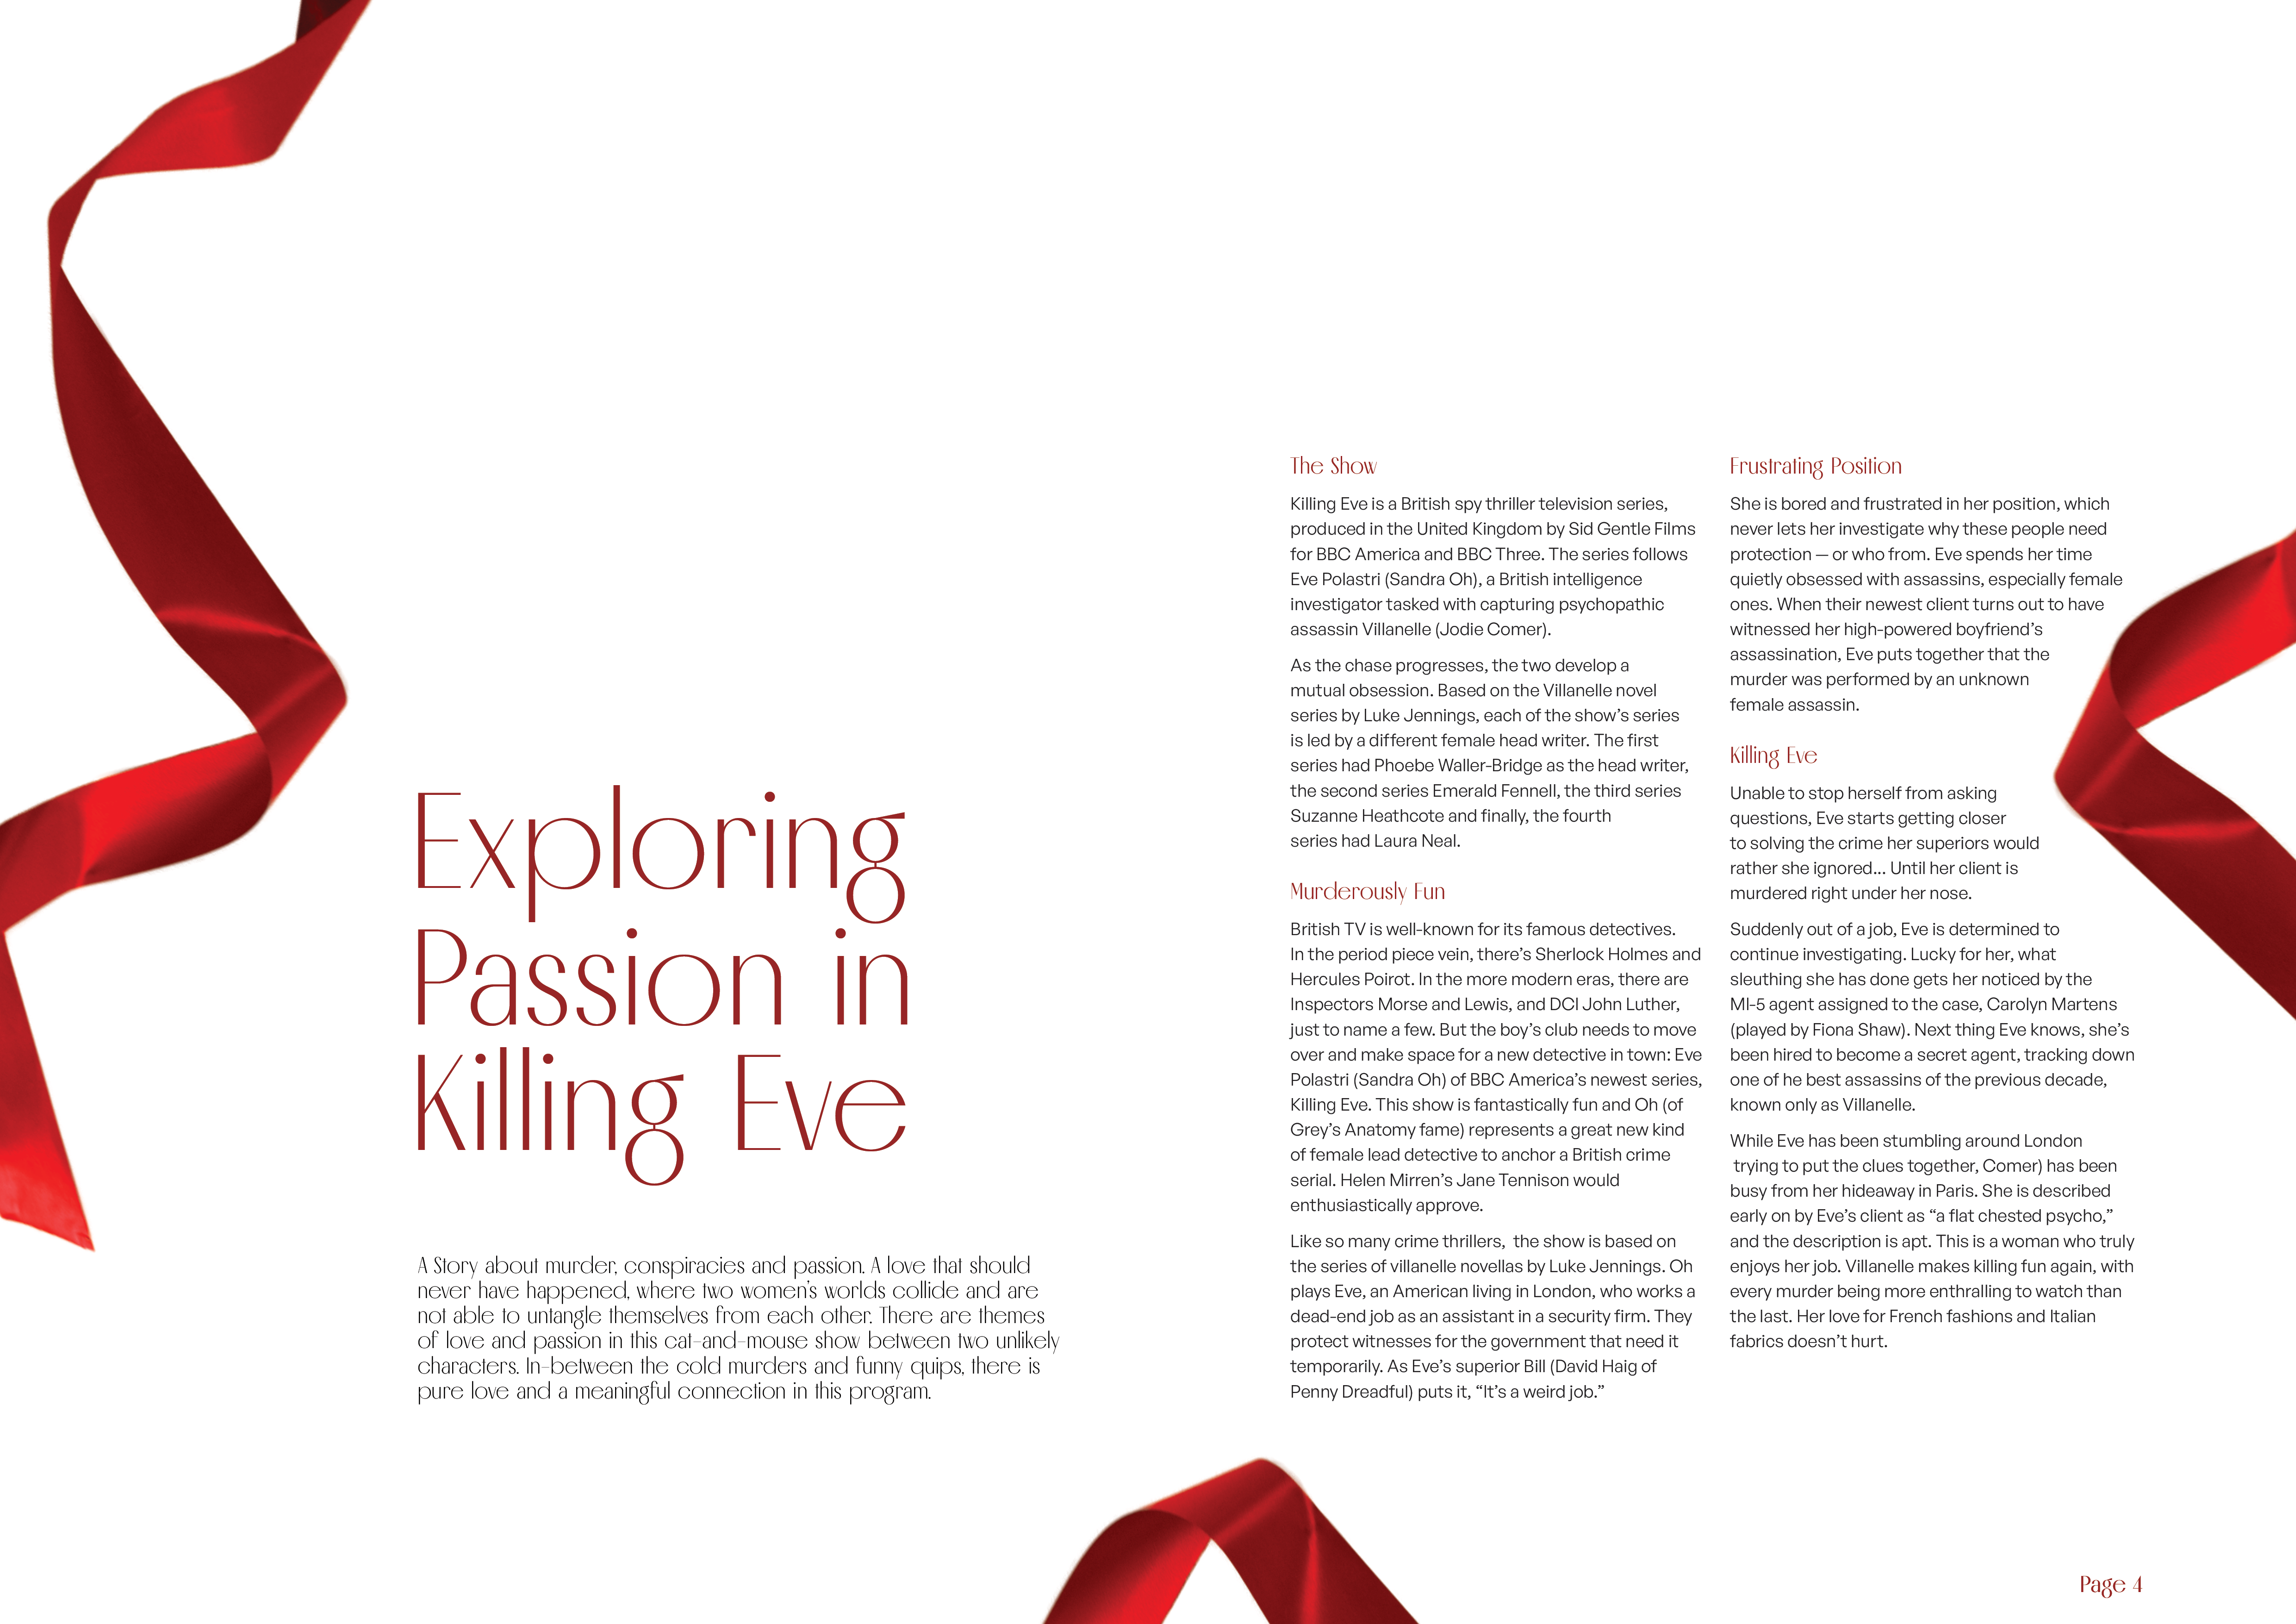 Exploring
Passion in
Killing Eve
A Story about murder, conspiracies and passion. A love that should
never have happened, where two women's worlds collide and are
not able to untangle themselves from each other. There are themes
of love and passion in this cat-and-mouse show between two unlikely
characters. In-between the cold murders and funny quips, there is
pure love and a meaningful connection in this program.
The Show
Killing Eve is a British spy thriller television series,
produced in the United Kingdom by Sid Gentle Films
for BBC America and BBC Three. The series follows
Eve Polastri (Sandra Oh), a British intelligence
investigator tasked with capturing psychopathic
assassin Villanelle (Jodie Comer).
As the chase progresses, the two develop a
mutual obsession. Based on the Villanelle novel
series by Luke Jennings, each of the show’s series
is led by a different female head writer. The first
series had Phoebe Waller-Bridge as the head writer,
the second series Emerald Fennell, the third series
Suzanne Heathcote and finally, the fourth
series had Laura Neal.
Murderously Fun
British TV is well-known for its famous detectives.
In the period piece vein, there’s Sherlock Holmes and
Hercules Poirot. In the more modern eras, there are
Inspectors Morse and Lewis, and DCI John Luther,
just to name a few. But the boy’s club needs to move
over and make space for a new detective in town: Eve
Polastri (Sandra Oh) of BBC America’s newest series,
Killing Eve. This show is fantastically fun and Oh (of
Grey’s Anatomy fame) represents a great new kind
of female lead detective to anchor a British crime
serial. Helen Mirren’s Jane Tennison would
enthusiastically approve.
Like so many crime thrillers,  the show is based on
the series of villanelle novellas by Luke Jennings. Oh
plays Eve, an American living in London, who works a
dead-end job as an assistant in a security firm. They
protect witnesses for the government that need it
temporarily. As Eve’s superior Bill (David Haig of
Penny Dreadful) puts it, “It’s a weird job.”
Frustrating Position
She is bored and frustrated in her position, which
never lets her investigate why these people need
protection — or who from. Eve spends her time
quietly obsessed with assassins, especially female
ones. When their newest client turns out to have
witnessed her high-powered boyfriend’s
assassination, Eve puts together that the
murder was performed by an unknown
female assassin.
Killing Eve
Unable to stop herself from asking
questions, Eve starts getting closer
to solving the crime her superiors would
rather she ignored... Until her client is
murdered right under her nose.
Suddenly out of a job, Eve is determined to
continue investigating. Lucky for her, what
sleuthing she has done gets her noticed by the
MI-5 agent assigned to the case, Carolyn Martens
(played by Fiona Shaw). Next thing Eve knows, she’s
been hired to become a secret agent, tracking down
one of he best assassins of the previous decade,
known only as Villanelle.
While Eve has been stumbling around London
trying to put the clues together, Comer) has been
busy from her hideaway in Paris. She is described
early on by Eve’s client as “a flat chested psycho,”
and the description is apt. This is a woman who truly
enjoys her job. Villanelle makes killing fun again, with
every murder being more enthralling to watch than
the last. Her love for French fashions and Italian
fabrics doesn’t hurt.
Page 4